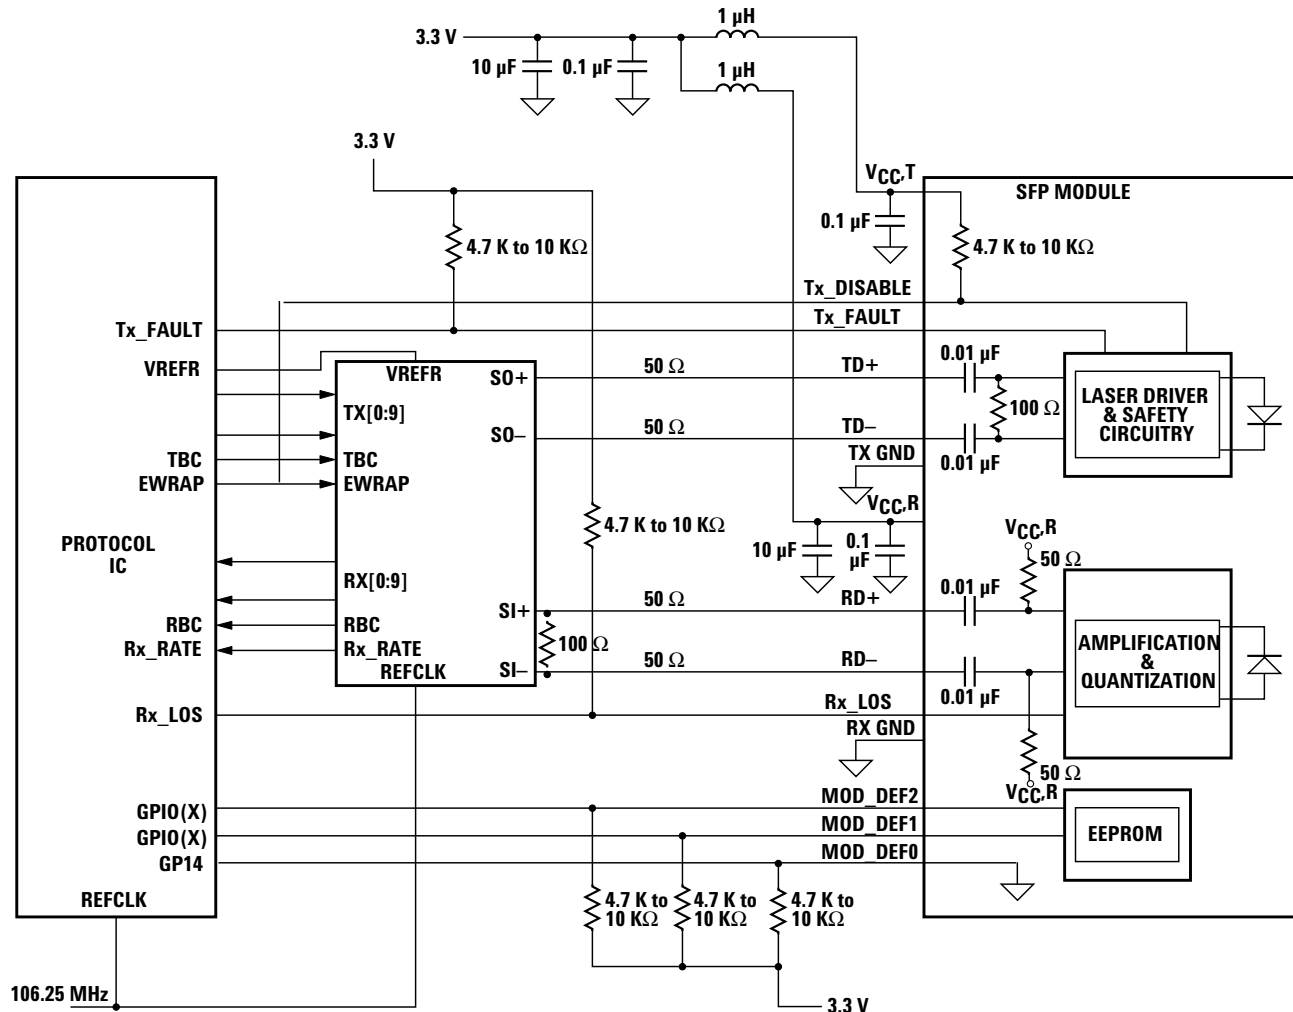 1 µH
3.3 V
10 µF
0.1 µF
1 µH
3.3 V
VCC,T
SFP MODULE
0.1 µF
4.7 K to 10 KΩ
4.7 K to 10 KΩ
Tx_DISABLE
Tx_FAULT
Tx_FAULT
VREFR
VREFR
SO+
50 Ω
TD+
0.01 µF
TX[0:9]
100 Ω
LASER DRIVER
& SAFETY
CIRCUITRY
SO–
50 Ω
TD–
0.01 µF
TX GND
TBC
TBC
EWRAP
EWRAP
VCC,R
4.7 K to 10 KΩ
10 µF
0.1
µF
VCC,R
50 Ω
PROTOCOL
IC
RX[0:9]
0.01 µF
SI+
50 Ω
RD+
RBC
RBC
Rx_RATE
Rx_RATE
100 Ω
REFCLK
SI–
50 Ω
RD–
AMPLIFICATION
&
QUANTIZATION
0.01 µF
Rx_LOS
Rx_LOS
RX GND
50 Ω
VCC,R
GPIO(X)
MOD_DEF2
GPIO(X)
MOD_DEF1
EEPROM
GP14
MOD_DEF0
REFCLK
4.7 K to
10 KΩ
4.7 K to
10 KΩ
4.7 K to
10 KΩ
106.25 MHz
3.3 V